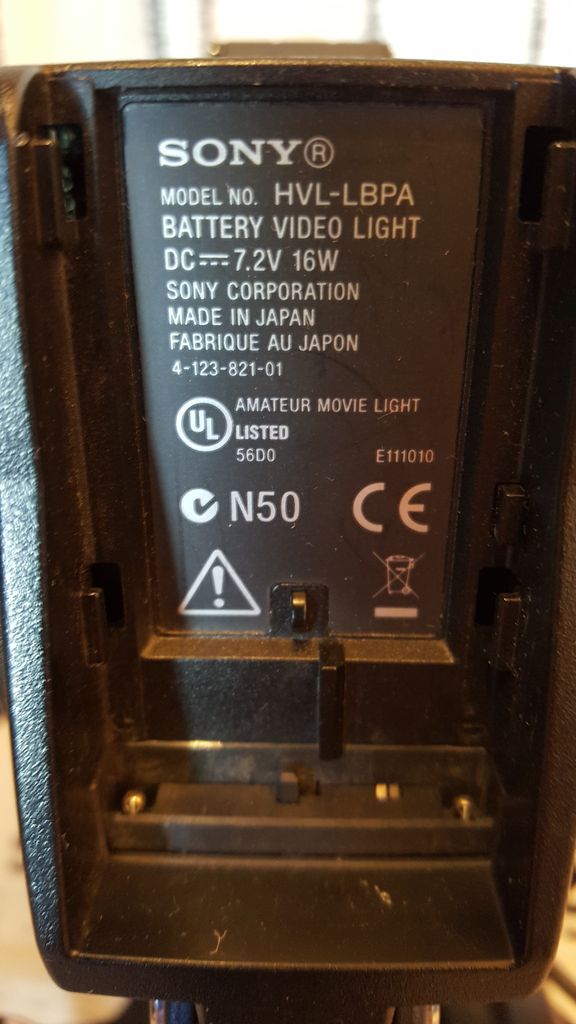 SONY®
MODEL NO. HVL-LBPA
BATTERY VIDEO LIGHT
DC⎓7.2V 16W
SONY CORPORATION
MADE IN JAPAN
FABRIQUE AU JAPON
4-123-821-01
UL AMATEUR MOVIE LIGHT
LISTED
56D0 E111010
N50 CE